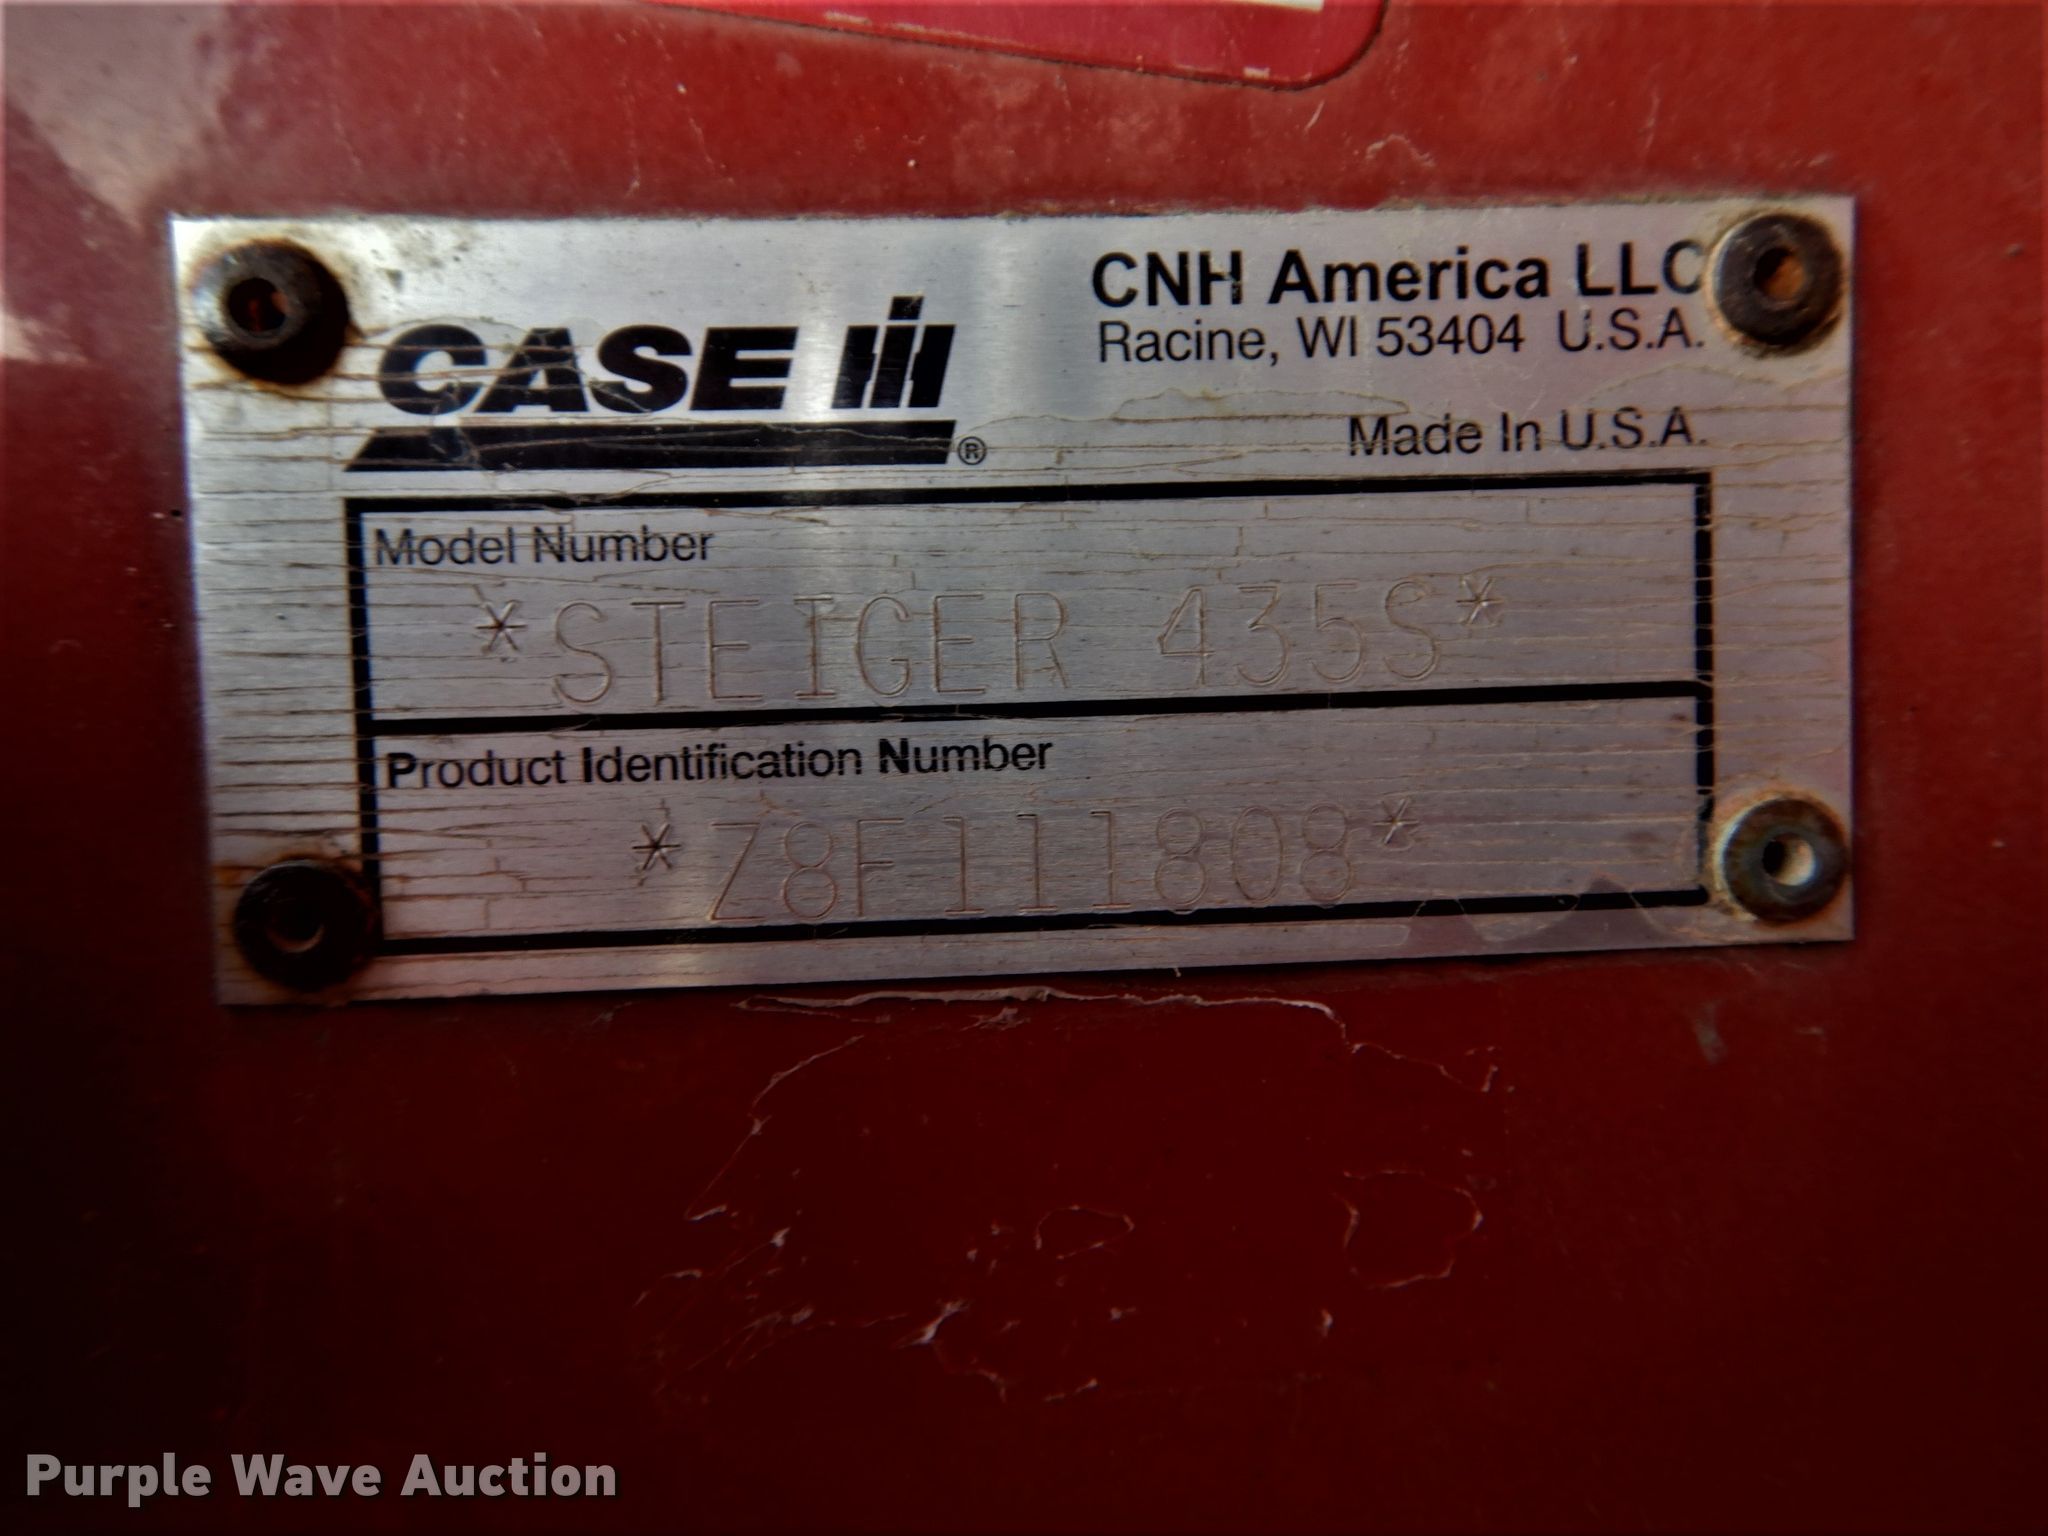 CASE IH ®
CNH America LLC
Racine, WI 53404 U.S.A.
Made In U.S.A.
Model Number
*STEIGER 435S*
Product Identification Number
*Z8F111808*
Purple Wave Auction